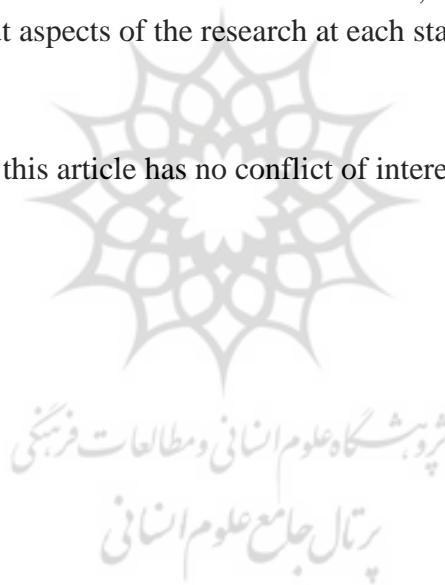 t aspects of the research at each sta
this article has no conflict of intere
پژوهشگاه علوم انسانی و مطالعات فرهنگی
پرتال جامع علوم انسانی